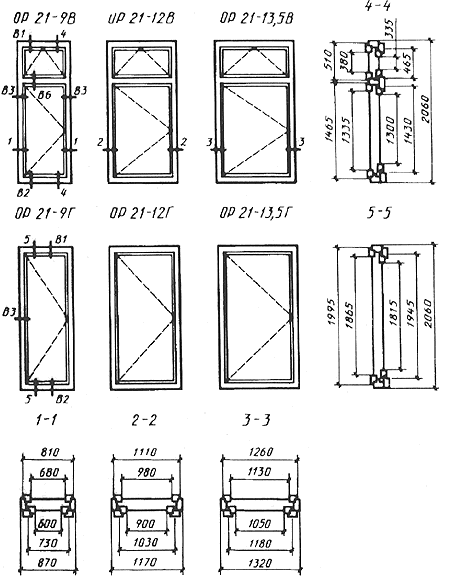 ОР 21-9В ОР 21-12В ОР 21-13,5В 4-4
В1 4
В3 В3
В6
1 1 2 2 3 3
В2 4
335
510 380 465
1465 1335 1300 1430 2060
ОР 21-9Г ОР 21-12Г ОР 21-13,5Г 5-5
5 В1
В3
5 В2
1995 1865 1815 1945 2060
1-1 2-2 3-3
810 1110 1260
680 980 1130
600 900 1050
730 1030 1180
870 1170 1320